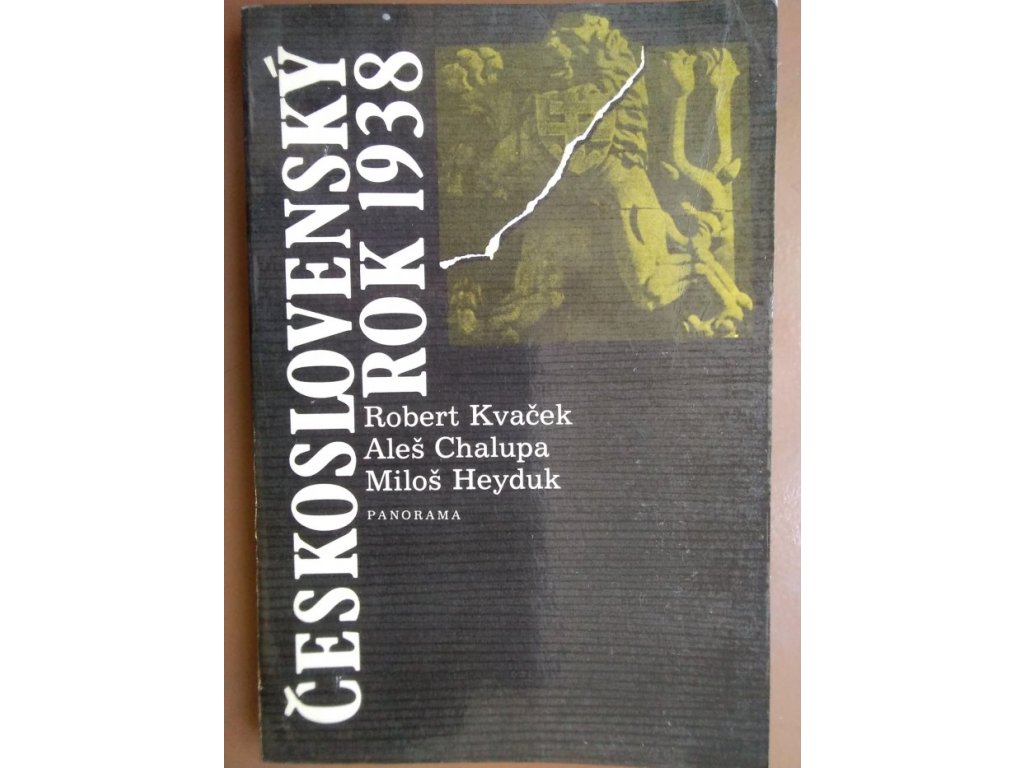 ČESKOSLOVENSKÝ
ROK 1938
Robert Kvaček
Aleš Chalupa
Miloš Heyduk
PANORAMA